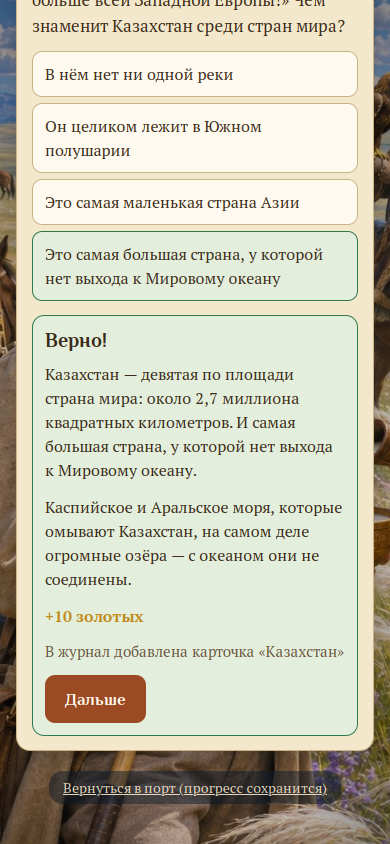 больше всей Западной Европы!» Чем
знаменит Казахстан среди стран мира?
В нём нет ни одной реки
Он целиком лежит в Южном
полушарии
Это самая маленькая страна Азии
Это самая большая страна, у которой
нет выхода к Мировому океану
Верно!
Казахстан — девятая по площади
страна мира: около 2,7 миллиона
квадратных километров. И самая
большая страна, у которой нет выхода
к Мировому океану.
Каспийское и Аральское моря, которые
омывают Казахстан, на самом деле
огромные озёра — с океаном они не
соединены.
+10 золотых
В журнал добавлена карточка «Казахстан»
Дальше
Вернуться в порт (прогресс сохранится)